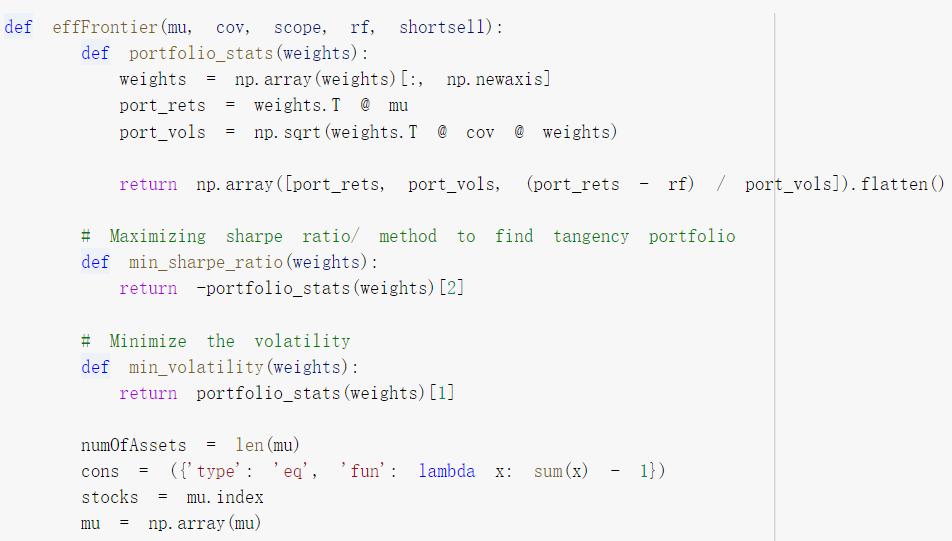 def effFrontier(mu, cov, scope, rf, shortsell):
    def portfolio_stats(weights):
        weights = np.array(weights)[:, np.newaxis]
        port_rets = weights.T @ mu
        port_vols = np.sqrt(weights.T @ cov @ weights)
        return np.array([port_rets, port_vols, (port_rets - rf) / port_vols]).flatten()
    # Maximizing sharpe ratio/ method to find tangency portfolio
    def min_sharpe_ratio(weights):
        return -portfolio_stats(weights)[2]
    # Minimize the volatility
    def min_volatility(weights):
        return portfolio_stats(weights)[1]
    numOfAssets = len(mu)
    cons = ({'type': 'eq', 'fun': lambda x: sum(x) - 1})
    stocks = mu.index
    mu = np.array(mu)